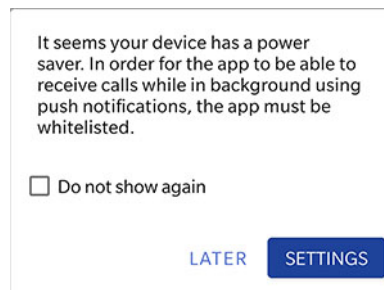 It seems your device has a power
saver. In order for the app to be able to
receive calls while in background using
push notifications, the app must be
whitelisted.
Do not show again
LATER
SETTINGS